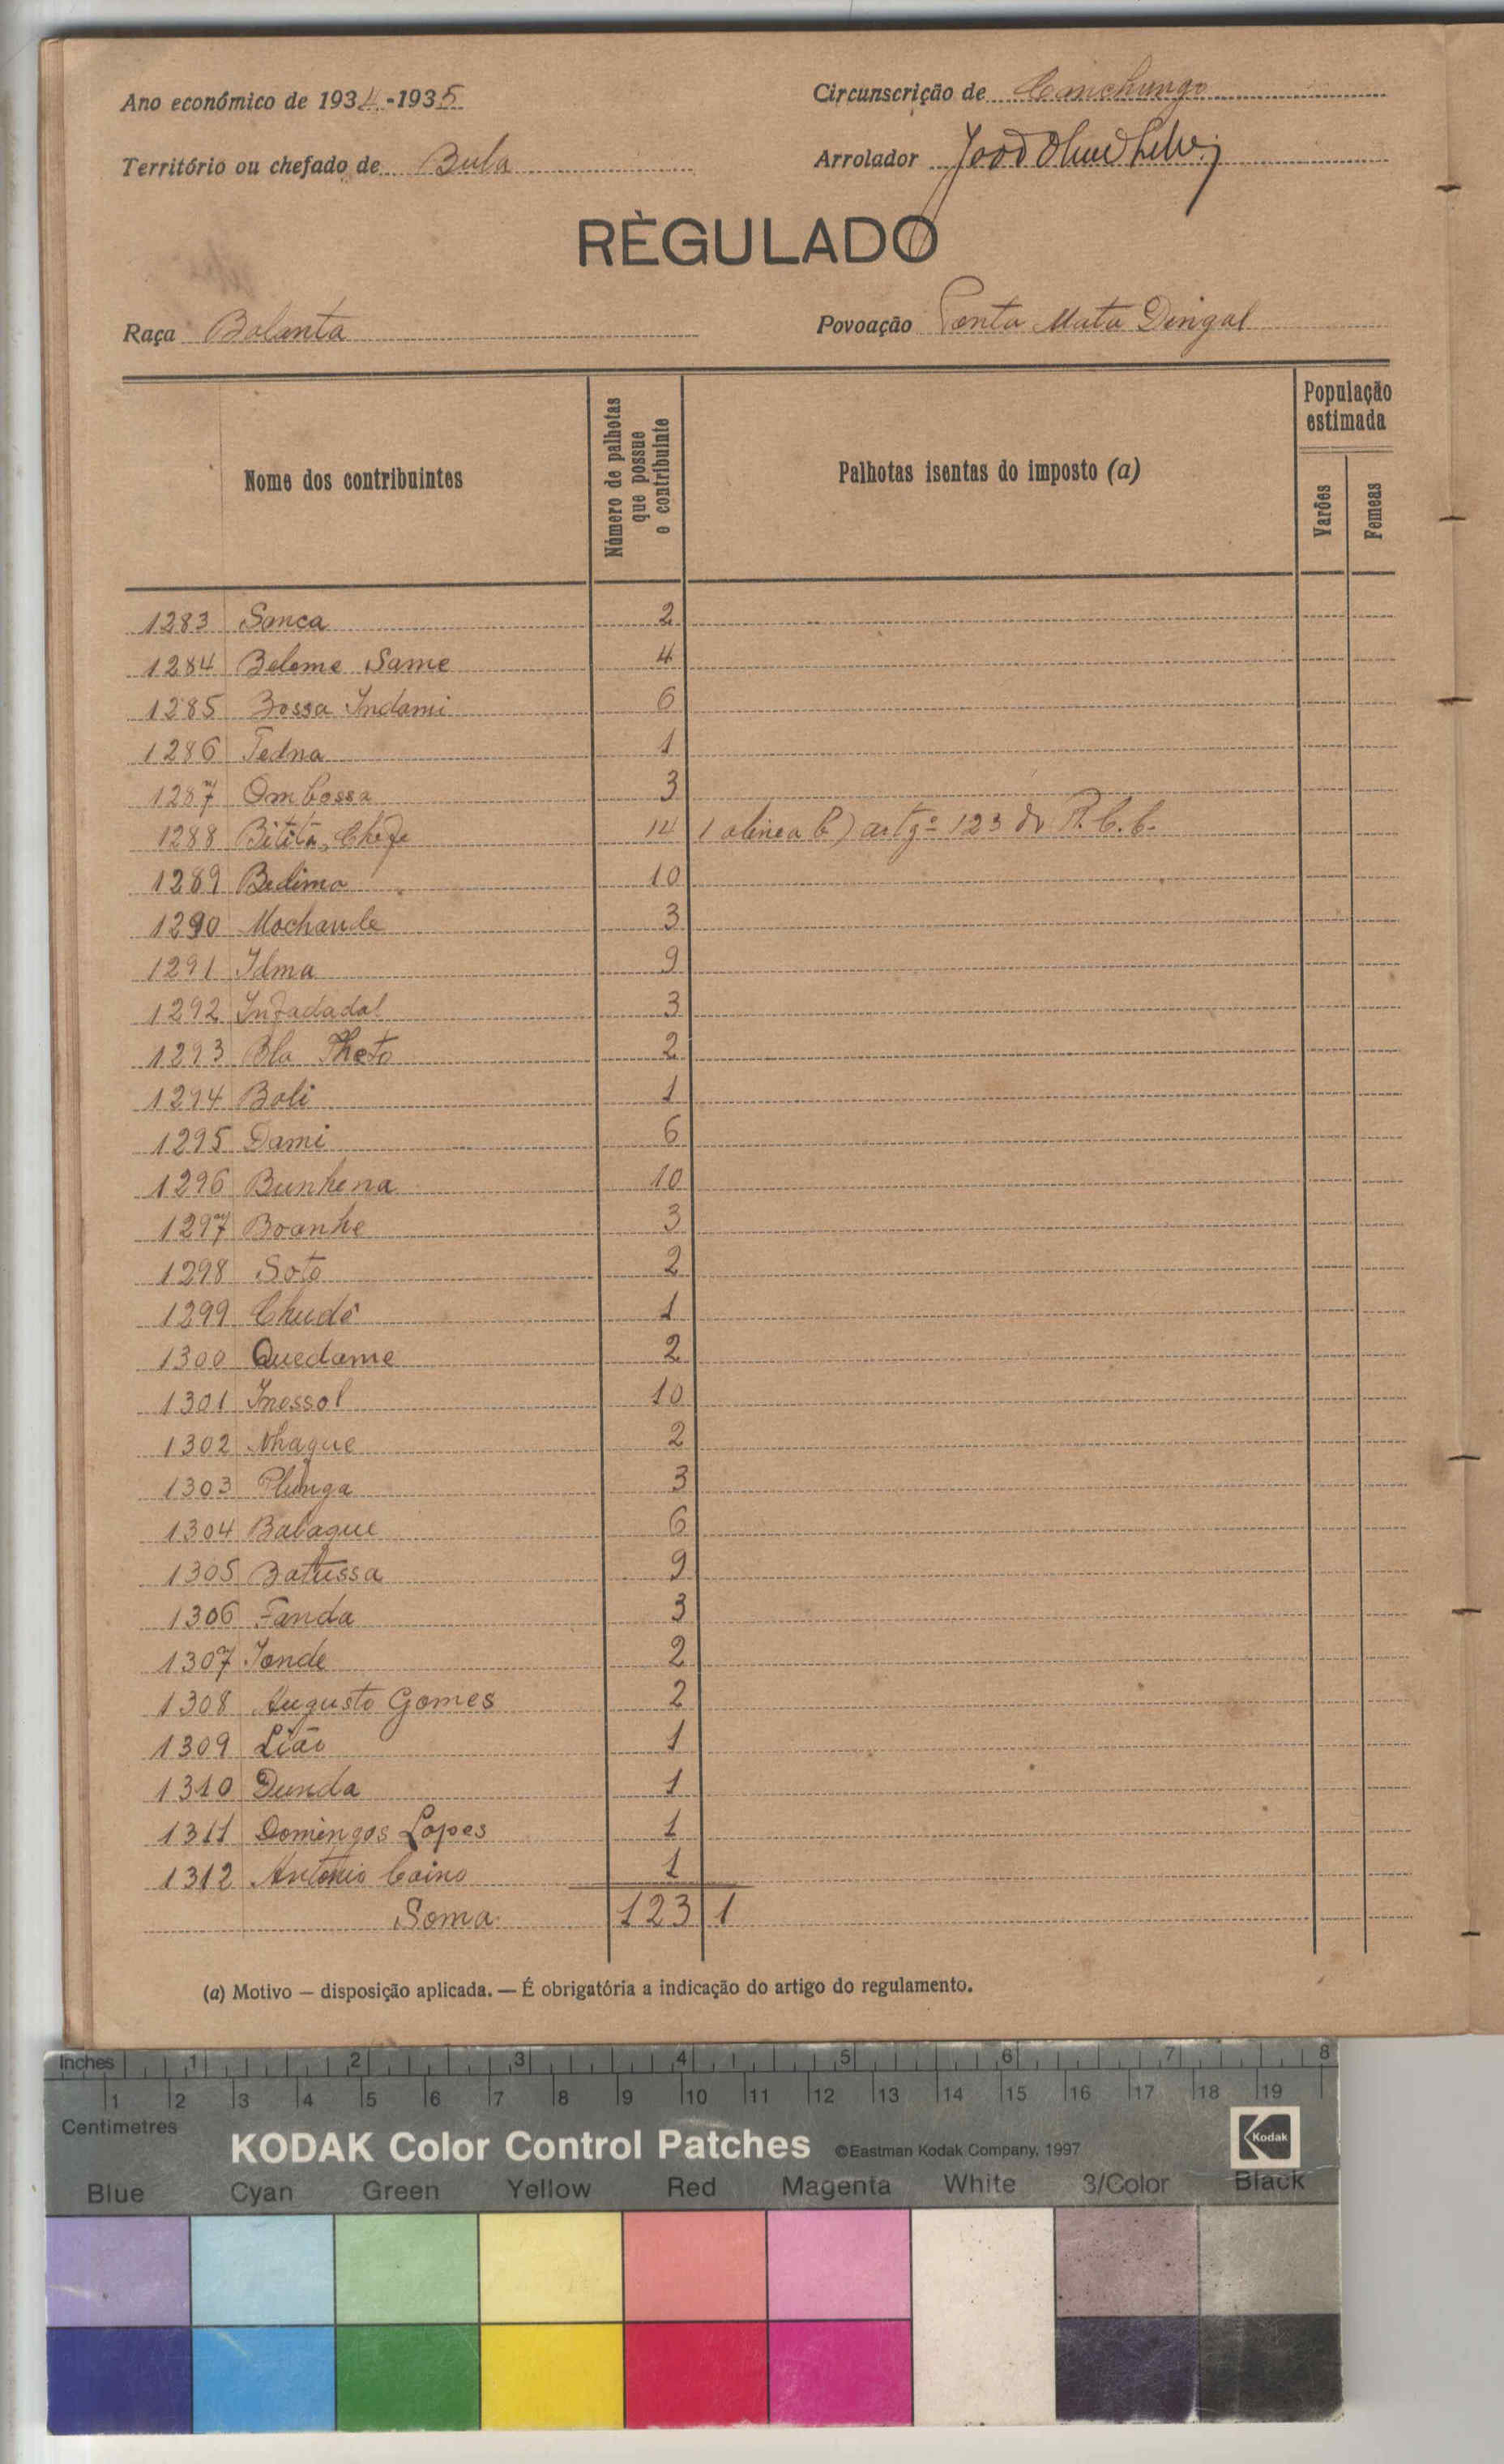 Ano económico de 1934-1935
Circunscrição de Canchungo
Território ou chefado de Bula
Arrolador João
RÈGULADO
Raça Balanta
Povoação Ponta Mata Dingal
Nome dos contribuintes
Número de palhotas que possue o contribuinte
Palhotas isentas do imposto (a)
População estimada
Varões
Femeas
1283 Sanca 2
1284 Beleme Same 4
1285 Bossa Indami 6
1286 Tedna 1
1287 Ombossa 3
1288 Bitita, Chefe 14 1 alinea b) artgº 123 do R. C. C.
1289 Bedima 10
1290 Mochaule 3
1291 Idma 9
1292 Infadadal 3
1293 Bla Theto 2
1294 Boli 1
1295 Dami 6
1296 Bunhena 10
1297 Boanhe 3
1298 Soto 2
1299 Chudé 1
1300 Quedame 2
1301 Inessol 10
1302 Nhague 2
1303 Plunga 3
1304 Balague 6
1305 Batussa 9
1306 Fanda 3
1307 Tonde 2
1308 Augusto Gomes 2
1309 Lião 1
1310 Dunda 1
1311 Domingos Lopes 1
1312 António Caino 1
Soma 123 1
(a) Motivo — disposição aplicada. — É obrigatória a indicação do artigo do regulamento.
Inches 1 2 3 4 5 6 7 8
1 2 3 4 5 6 7 8 9 10 11 12 13 14 15 16 17 18 19
Centimetres
KODAK Color Control Patches ©Eastman Kodak Company, 1997 Kodak
Blue Cyan Green Yellow Red Magenta White 3/Color Black